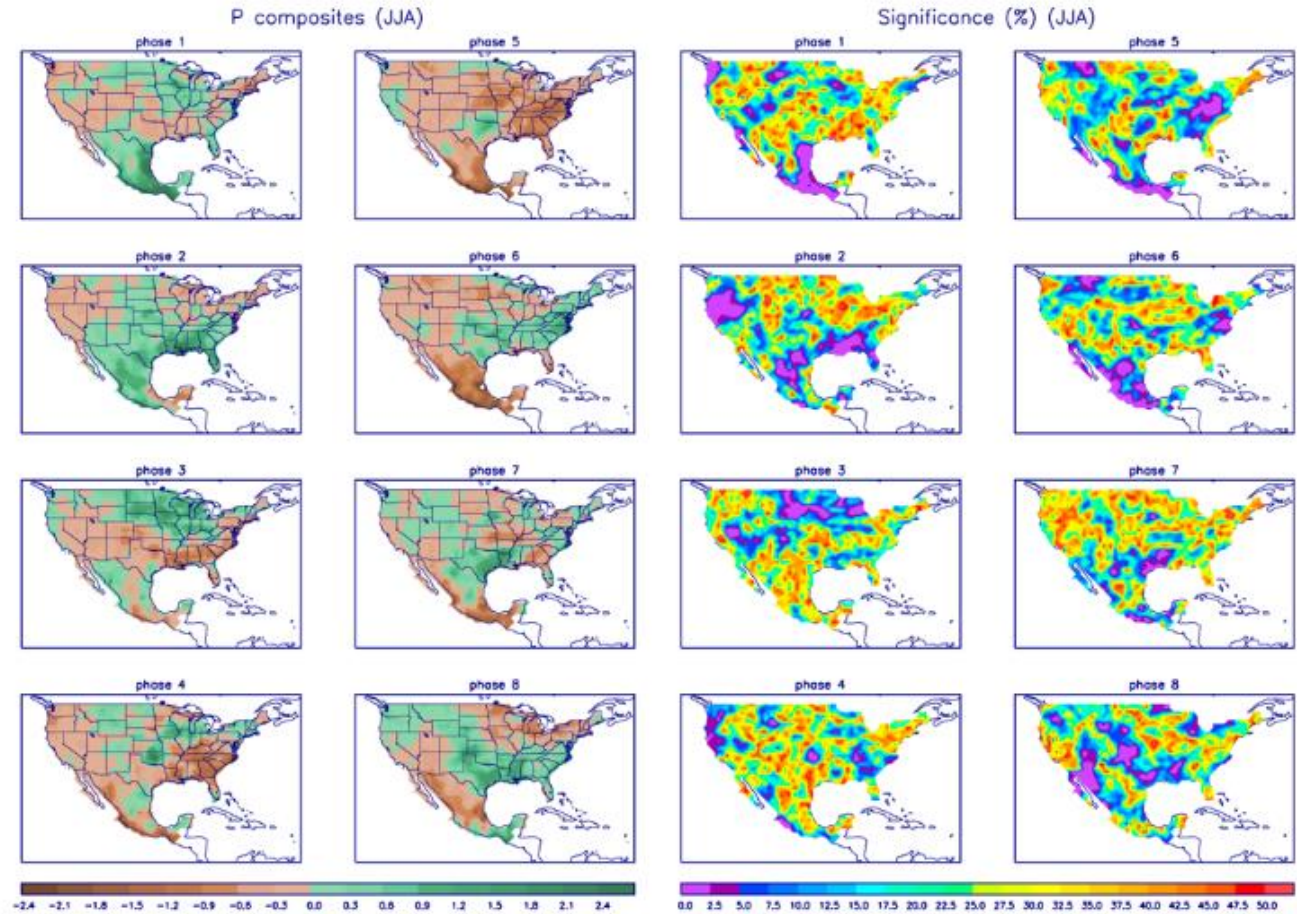 P composites (JJA) Significance (%) (JJA)
phase 1 phase 5 phase 1 phase 5
phase 2 phase 6 phase 2 phase 6
phase 3 phase 7 phase 3 phase 7
phase 4 phase 8 phase 4 phase 8
-2.4 -2.1 -1.8 -1.5 -1.2 -0.9 -0.6 -0.3 0.0 0.3 0.6 0.9 1.2 1.5 1.8 2.1 2.4
0.0 2.5 5.0 7.5 10.0 12.5 15.0 17.5 20.0 22.5 25.0 27.5 30.0 32.5 35.0 37.5 40.0 42.5 45.0 47.5 50.0